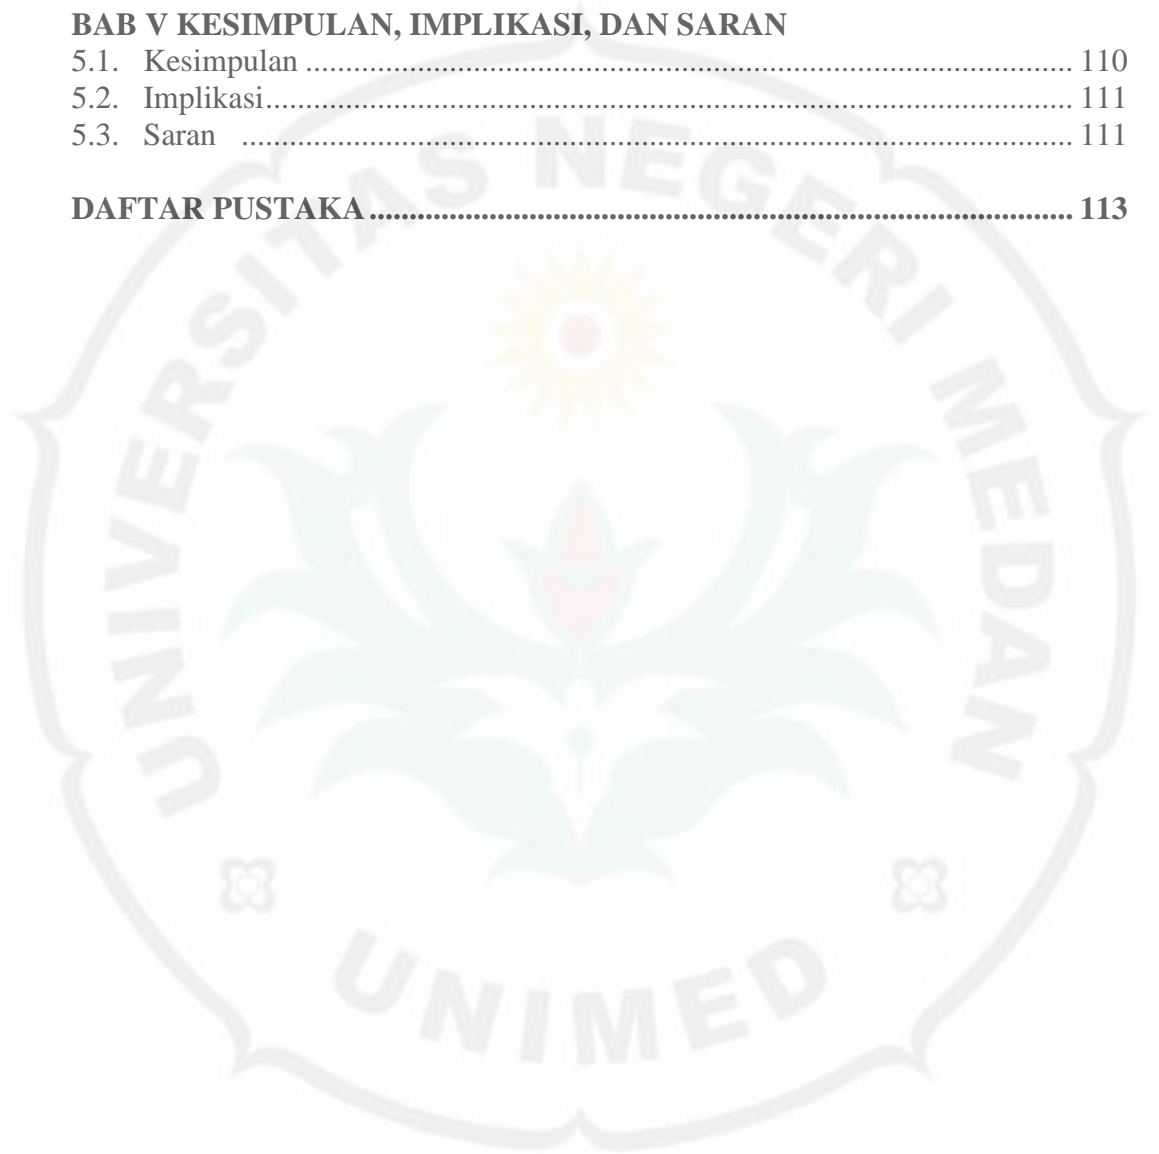 BAB V KESIMPULAN, IMPLIKASI, DAN SARAN
5.1. Kesimpulan ................................................................................ 110
5.2. Implikasi.................................................................................... 111
5.3. Saran ....................................................................................... 111
DAFTAR PUSTAKA.......................................................................... 113
UNIVERSITAS NEGERI MEDAN
UNIMED